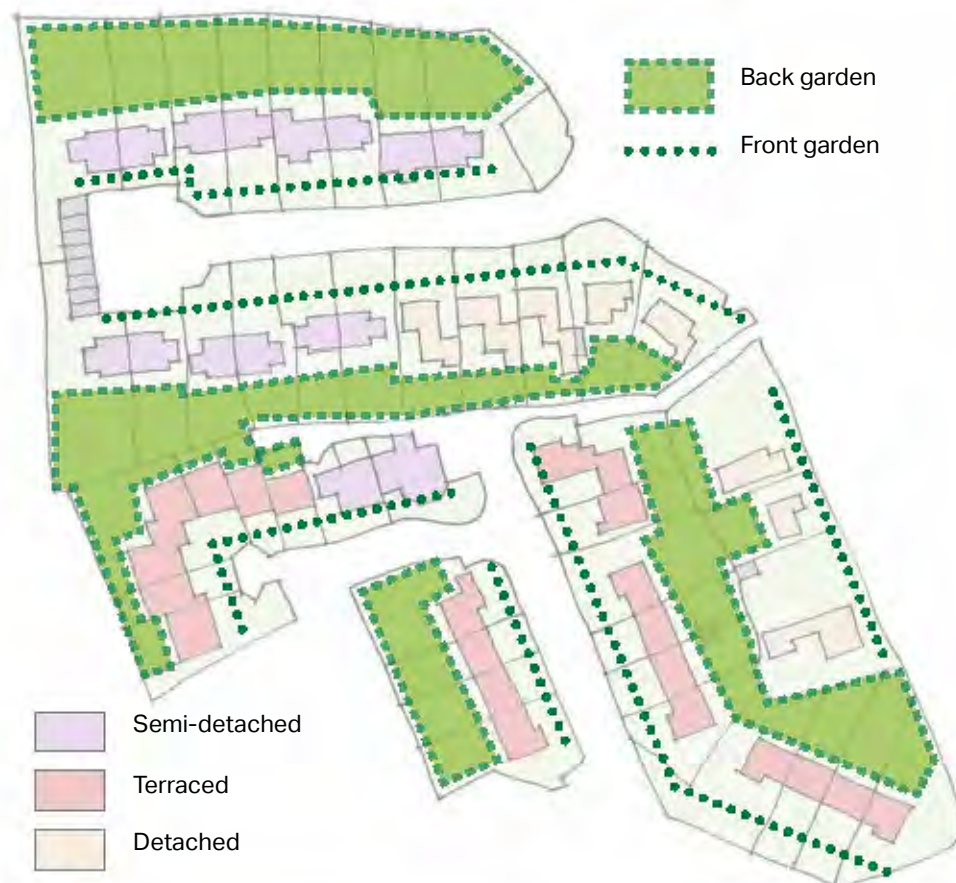 Back garden
Front garden
Semi-detached
Terraced
Detached